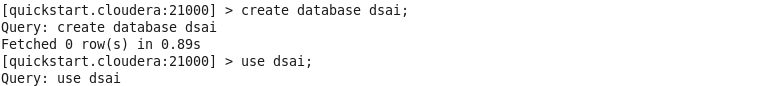 [quickstart.cloudera:21000] > create database dsai;
Query: create database dsai
Fetched 0 row(s) in 0.89s
[quickstart.cloudera:21000] > use dsai;
Query: use dsai